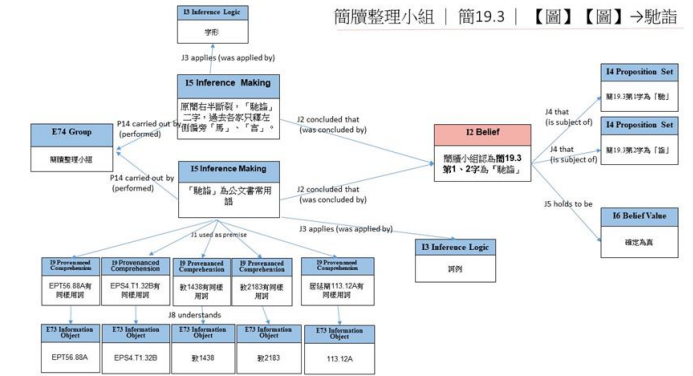 簡牘整理小組｜簡19.3｜【圖】【圖】→馳詣
I3 Inference Logic
字形
J3 applies (was applied by)
I5 Inference Making
原簡右半斷裂，「馳詣」
二字，過去各家只釋左
側偏旁「馬」、「言」。
P14 carried out by
(performed)
E74 Group
簡牘整理小組
P14 carried out by
(performed)
I5 Inference Making
「馳詣」為公文書常用
語
J2 concluded that
(was concluded by)
J2 concluded that
(was concluded by)
I2 Belief
簡牘小組認為簡19.3
第1、2字為「馳詣」
J4 that
(is subject of)
J4 that
(is subject of)
J5 holds to be
I4 Proposition Set
簡19.3第1字為「馳」
I4 Proposition Set
簡19.3第2字為「詣」
I6 Belief Value
確定為真
J3 applies (was applied by)
I3 Inference Logic
詞例
J1 used as premise
I9 Provenanced
Comprehension
EPT56.88A有
同樣用詞
I9 Provenanced
Comprehension
EPS4.T1.32B有
同樣用詞
I9 Provenanced
Comprehension
敦1438有同樣
用詞
I9 Provenanced
Comprehension
敦2183有同樣
用詞
I9 Provenanced
Comprehension
居延簡113.12A有
同樣用詞
J8 understands
E73 Information
Object
EPT56.88A
E73 Information
Object
EPS4.T1.32B
E73 Information
Object
敦1438
E73 Information
Object
敦2183
E73 Information
Object
113.12A